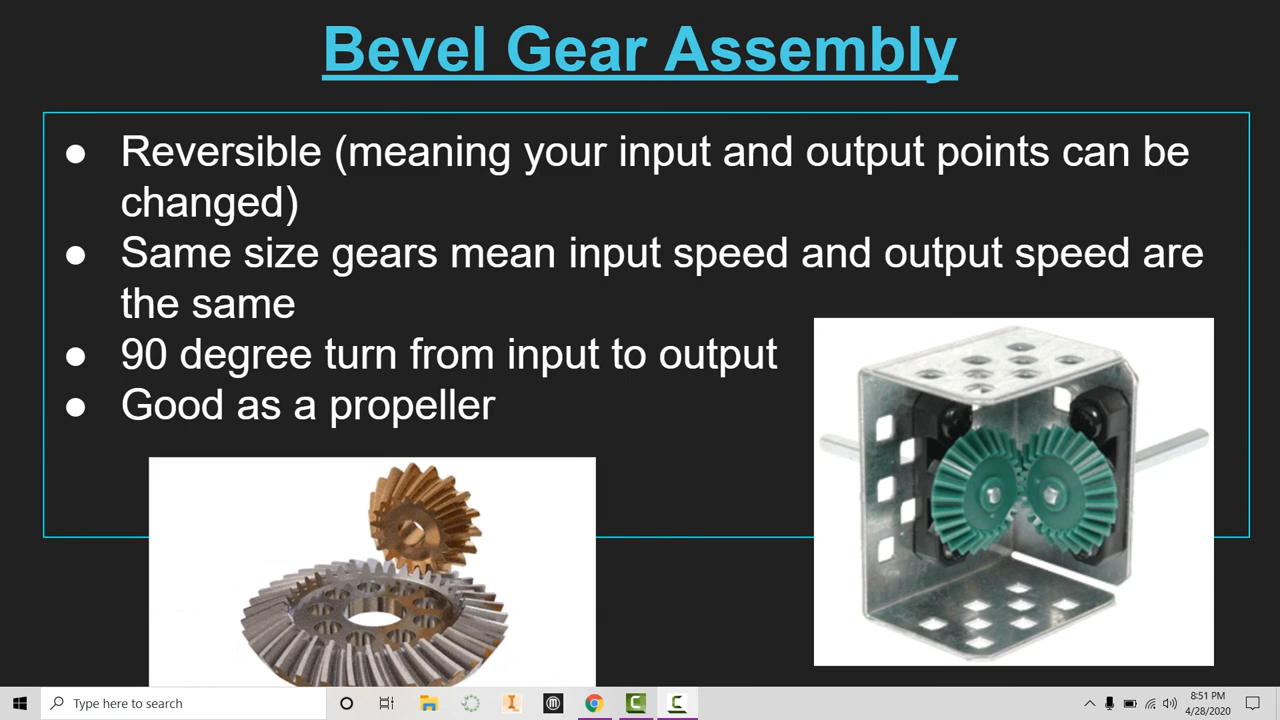 Bevel Gear Assembly
● Reversible (meaning your input and output points can be
changed)
● Same size gears mean input speed and output speed are
the same
● 90 degree turn from input to output
● Good as a propeller
Type here to search
8:51 PM
4/28/2020